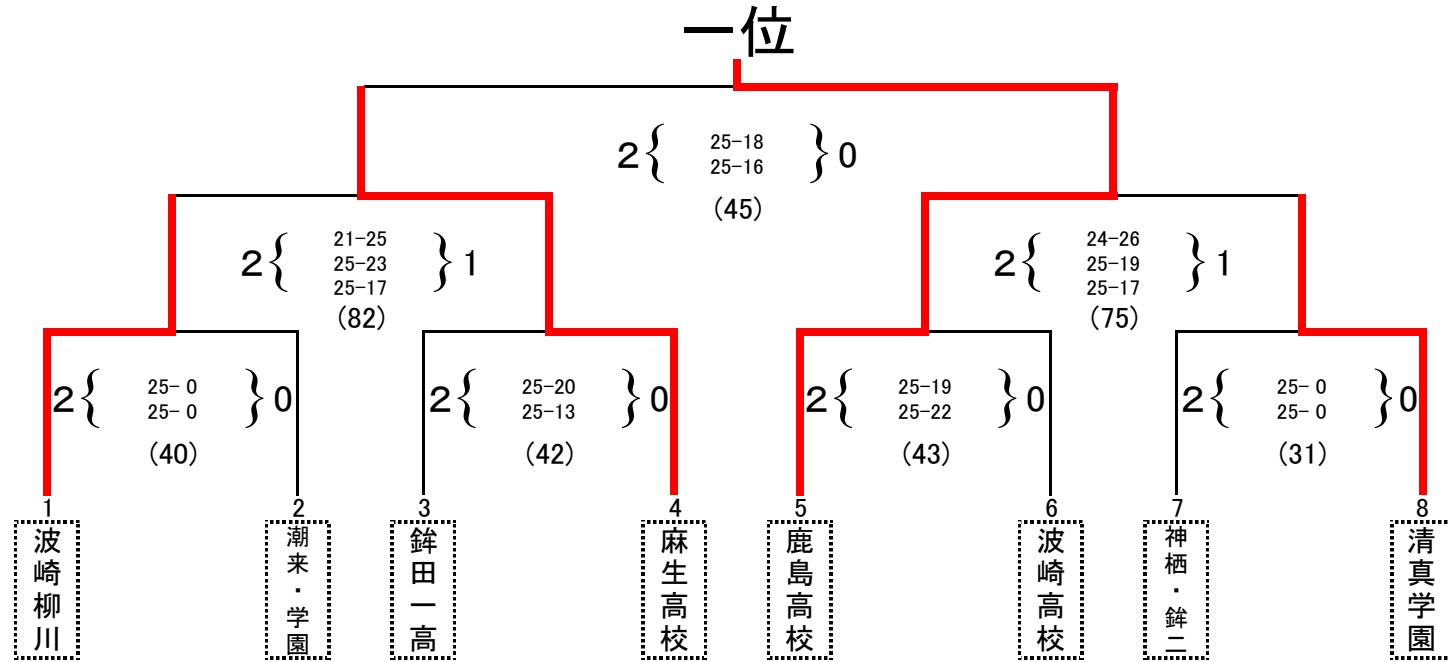 一位
2{ 25-18 }0
25-16
(45)
2{ 21-25 }1
25-23
25-17
(82)
2{ 24-26 }1
25-19
25-17
(75)
2{ 25- 0 }0
25- 0
(40)
2{ 25-20 }0
25-13
(42)
2{ 25-19 }0
25-22
(43)
2{ 25- 0 }0
25- 0
(31)
1
波崎柳川
2
潮来・学園
3
鉾田一高
4
麻生高校
5
鹿島高校
6
波崎高校
7
神栖・鉾二
8
清真学園